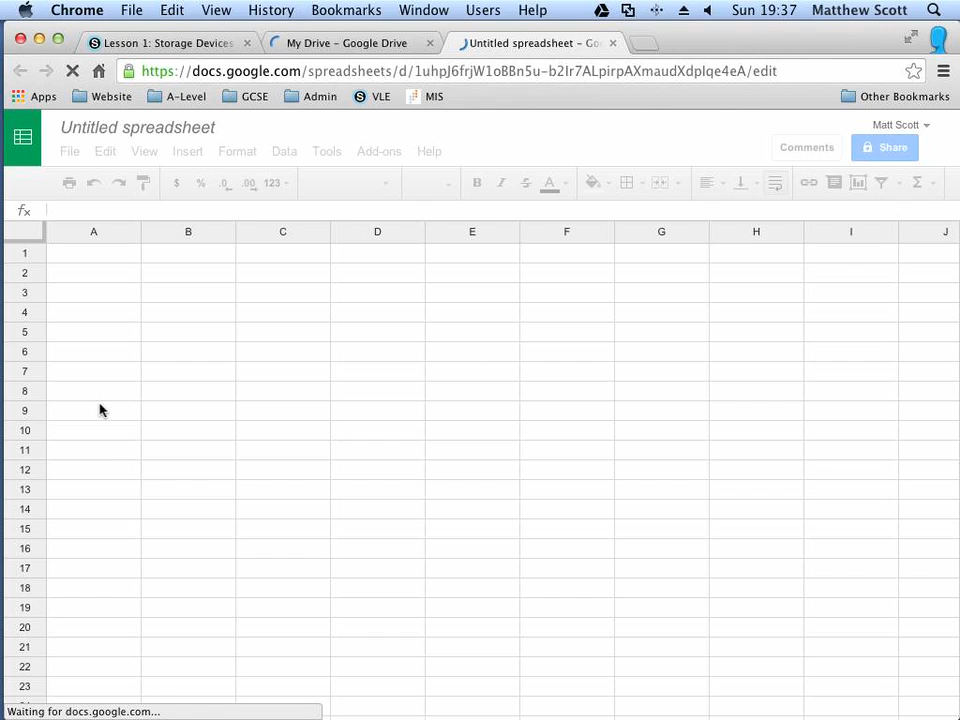 Chrome File Edit View History Bookmarks Window Users Help Sun 19:37 Matthew Scott
Lesson 1: Storage Devices My Drive – Google Drive Untitled spreadsheet – Goo
https://docs.google.com/spreadsheets/d/1uhpJ6frjW1oBBn5u-b2Ir7ALpirpAXmaudXdpIqe4eA/edit
Apps Website A-Level GCSE Admin VLE MIS Other Bookmarks
Untitled spreadsheet Matt Scott
File Edit View Insert Format Data Tools Add-ons Help Comments Share
$ % .0 .00 123 B I S A Σ
fx
A B C D E F G H I J
1
2
3
4
5
6
7
8
9
10
11
12
13
14
15
16
17
18
19
20
21
22
23
Waiting for docs.google.com...